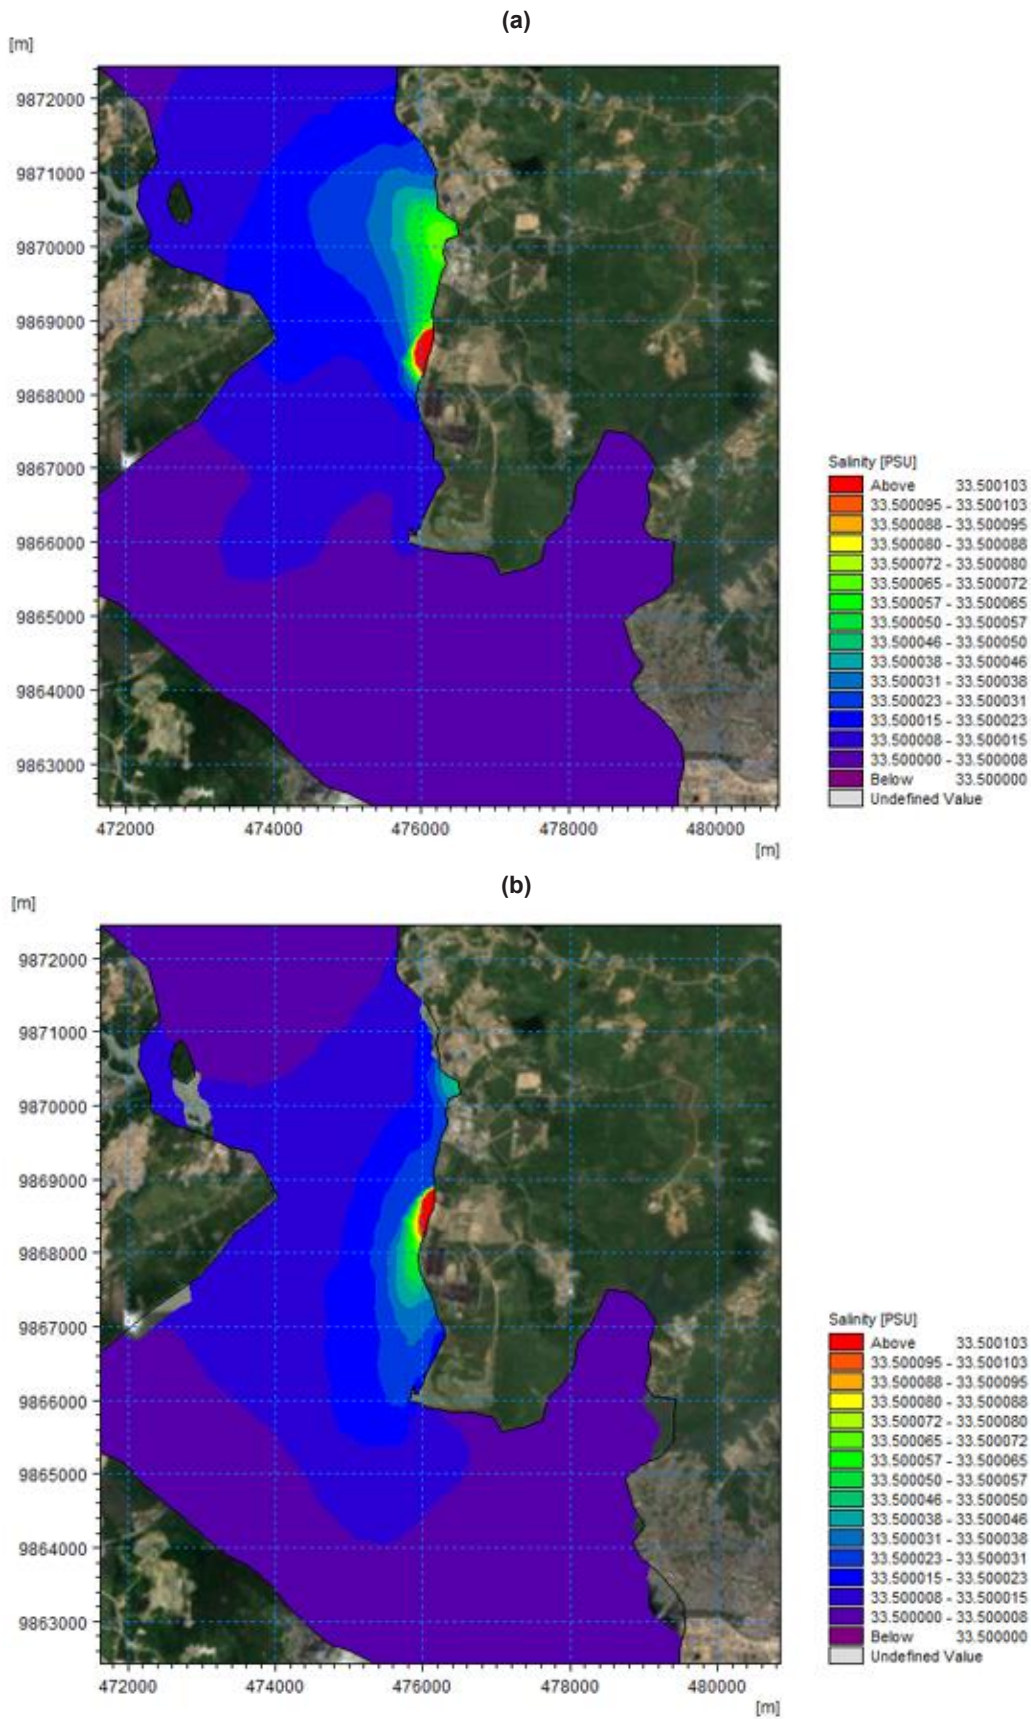 (a)
[m]
9872000
9871000
9870000
9869000
9868000
9867000
9866000
9865000
9864000
9863000
472000 474000 476000 478000 480000
[m]
Salinity [PSU]
Above 33.500103
33.500095 - 33.500103
33.500088 - 33.500095
33.500080 - 33.500088
33.500072 - 33.500080
33.500065 - 33.500072
33.500057 - 33.500065
33.500050 - 33.500057
33.500046 - 33.500050
33.500038 - 33.500046
33.500031 - 33.500038
33.500023 - 33.500031
33.500015 - 33.500023
33.500008 - 33.500015
33.500000 - 33.500008
Below 33.500000
Undefined Value
(b)
[m]
9872000
9871000
9870000
9869000
9868000
9867000
9866000
9865000
9864000
9863000
472000 474000 476000 478000 480000
[m]
Salinity [PSU]
Above 33.500103
33.500095 - 33.500103
33.500088 - 33.500095
33.500080 - 33.500088
33.500072 - 33.500080
33.500065 - 33.500072
33.500057 - 33.500065
33.500050 - 33.500057
33.500046 - 33.500050
33.500038 - 33.500046
33.500031 - 33.500038
33.500023 - 33.500031
33.500015 - 33.500023
33.500008 - 33.500015
33.500000 - 33.500008
Below 33.500000
Undefined Value